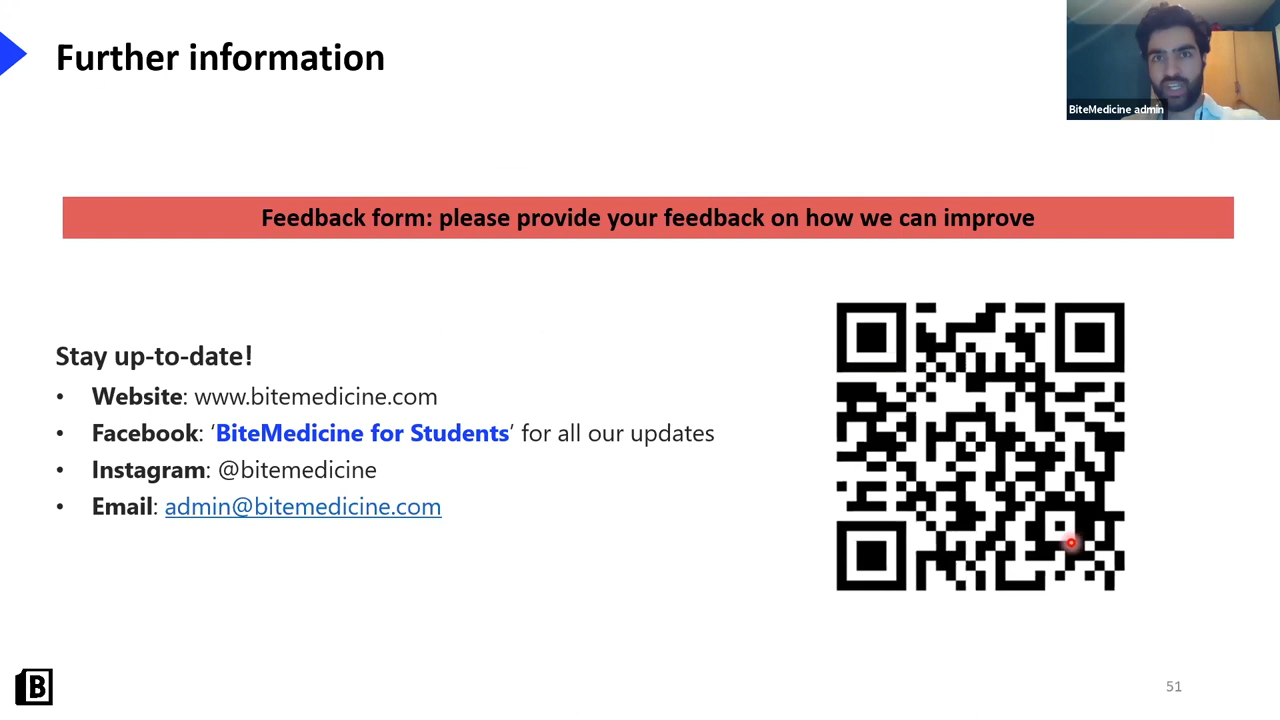 Further information
BiteMedicine admin
Feedback form: please provide your feedback on how we can improve
Stay up-to-date!
• Website: www.bitemedicine.com
• Facebook: ‘BiteMedicine for Students’ for all our updates
• Instagram: @bitemedicine
• Email: admin@bitemedicine.com
B
51